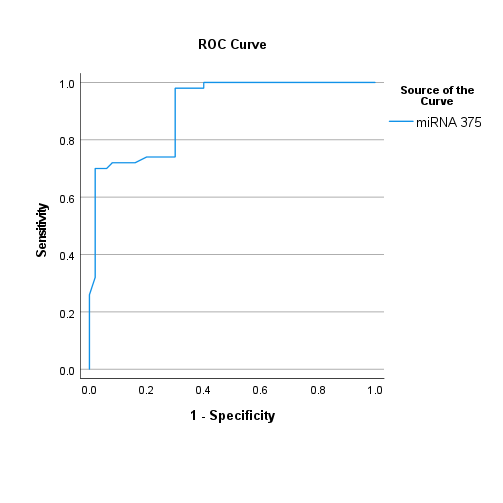 ROC Curve
1.0
0.8
0.6
0.4
0.2
0.0
Sensitivity
0.0 0.2 0.4 0.6 0.8 1.0
1 - Specificity
Source of the
Curve
miRNA 375